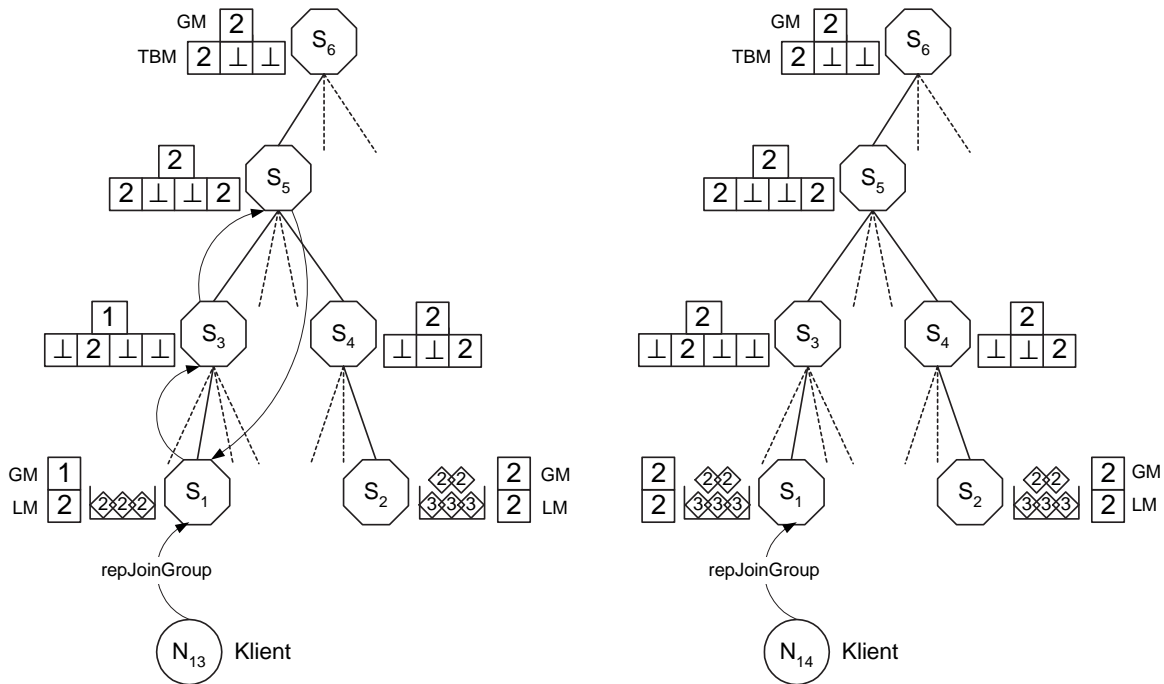 GM 2
TBM 2 ⊥ ⊥ S6
2
2 ⊥ ⊥ 2 S5
1
⊥ 2 ⊥ ⊥ S3
2
S4 ⊥ ⊥ 2
GM 1
LM 2 2 2 2 S1
S2 2 2 2 GM
3 3 3 2 LM
repJoinGroup
N13 Klient
GM 2
TBM 2 ⊥ ⊥ S6
2
2 ⊥ ⊥ 2 S5
2
⊥ 2 ⊥ ⊥ S3
2
S4 ⊥ ⊥ 2
2 2 2
2 3 3 3 S1
S2 2 2 2 GM
3 3 3 2 LM
repJoinGroup
N14 Klient